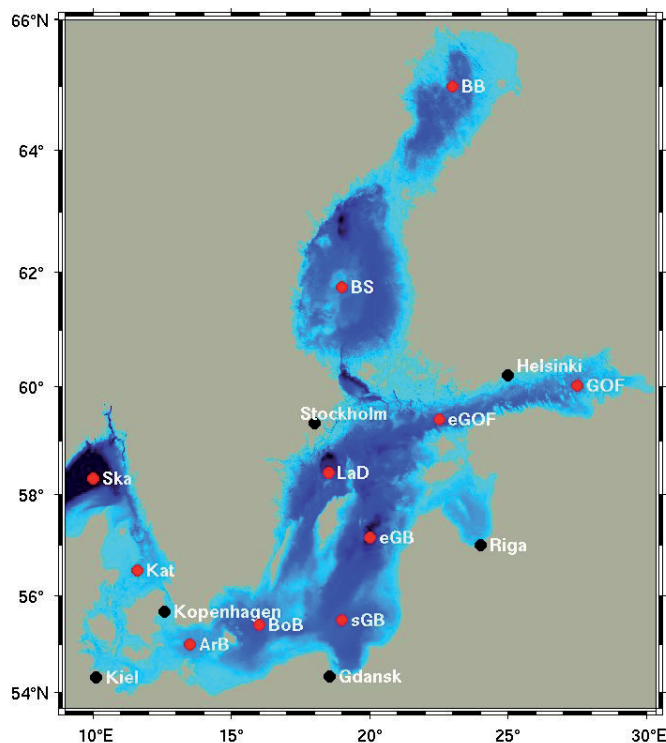 66°N
BB
64°
62°
BS
60°
Helsinki
GOF
Stockholm
eGOF
58°
Ska
LaD
eGB
Riga
56°
Kat
Kopenhagen
BoB
sGB
ArB
Kiel
Gdansk
54°N
10°E
15°
20°
25°
30°E